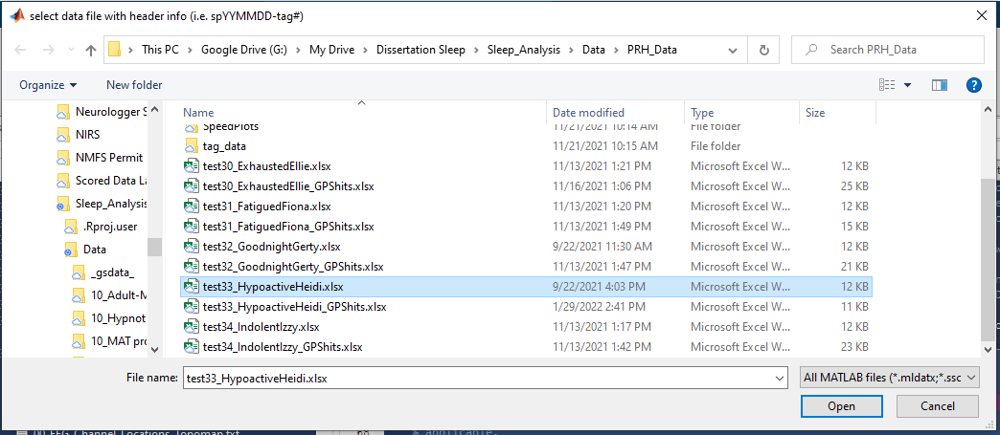 select data file with header info (i.e. spYYMMDD-tag#)
This PC > Google Drive (G:) > My Drive > Dissertation Sleep > Sleep_Analysis > Data > PRH_Data
Search PRH_Data
Organize
New folder
Neurologger S
NIRS
NMFS Permit
Scored Data La
Sleep_Analysis
.Rproj.user
Data
_gsdata_
10_Adult-M
10_Hypnot
10_MAT pro
Name Date modified Type Size
SpeedPlots 11/21/2021 10:14 AM File folder
tag_data 11/21/2021 10:15 AM File folder
test30_ExhaustedEllie.xlsx 11/13/2021 1:21 PM Microsoft Excel W... 12 KB
test30_ExhaustedEllie_GPShits.xlsx 11/16/2021 1:06 PM Microsoft Excel W... 25 KB
test31_FatiguedFiona.xlsx 11/13/2021 1:20 PM Microsoft Excel W... 12 KB
test31_FatiguedFiona_GPShits.xlsx 11/13/2021 1:49 PM Microsoft Excel W... 15 KB
test32_GoodnightGerty.xlsx 9/22/2021 11:30 AM Microsoft Excel W... 12 KB
test32_GoodnightGerty_GPShits.xlsx 11/13/2021 1:47 PM Microsoft Excel W... 21 KB
test33_HypoactiveHeidi.xlsx 9/22/2021 4:03 PM Microsoft Excel W... 12 KB
test33_HypoactiveHeidi_GPShits.xlsx 1/29/2022 2:41 PM Microsoft Excel W... 11 KB
test34_IndolentIzzy.xlsx 11/13/2021 1:17 PM Microsoft Excel W... 12 KB
test34_IndolentIzzy_GPShits.xlsx 11/13/2021 1:42 PM Microsoft Excel W... 23 KB
File name: test33_HypoactiveHeidi.xlsx
All MATLAB files (*.mldatx;*.ssc
Open
Cancel